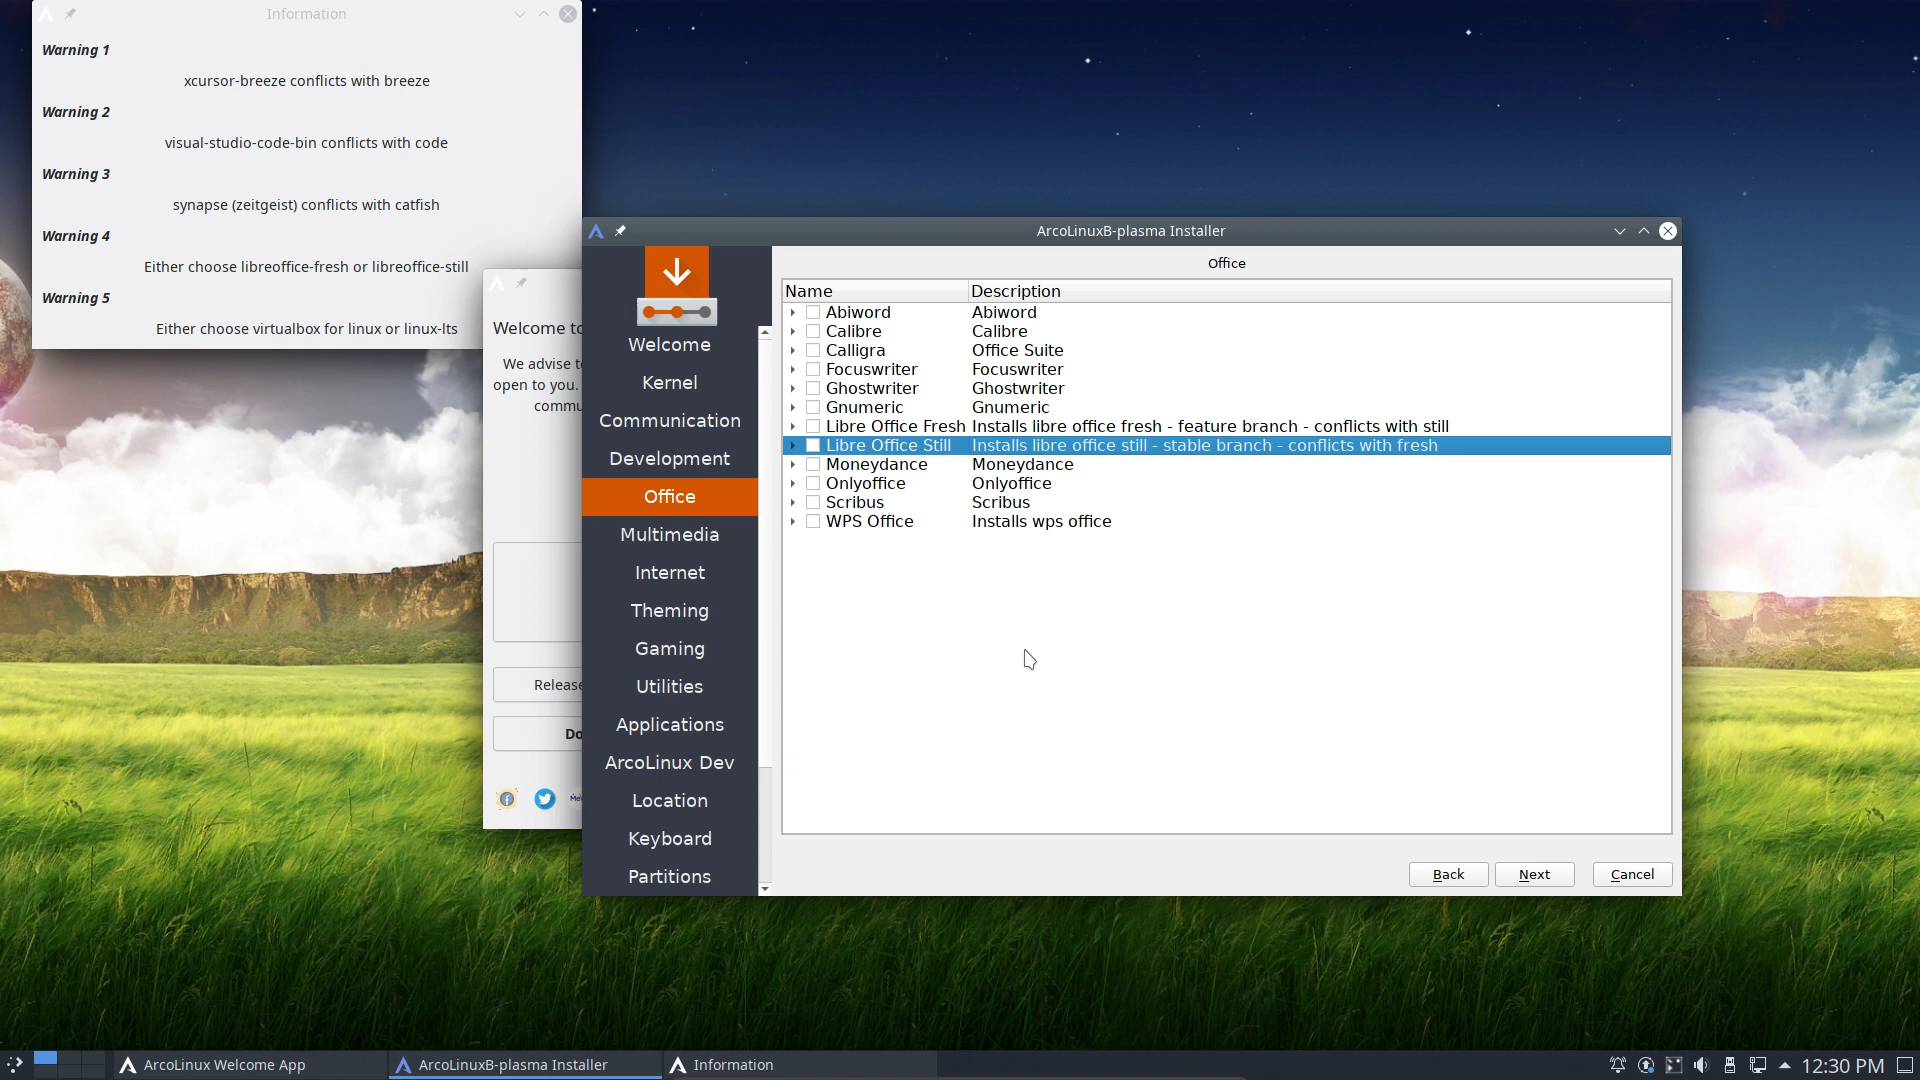 Information
Warning 1
xcursor-breeze conflicts with breeze
Warning 2
visual-studio-code-bin conflicts with code
Warning 3
synapse (zeitgeist) conflicts with catfish
Warning 4
Either choose libreoffice-fresh or libreoffice-still
Warning 5
Either choose virtualbox for linux or linux-lts
Welcome to
We advise t
open to you.
commu
Release
Do
ArcoLinuxB-plasma Installer
Welcome
Kernel
Communication
Development
Office
Multimedia
Internet
Theming
Gaming
Utilities
Applications
ArcoLinux Dev
Location
Keyboard
Partitions
Office
Name Description
Abiword Abiword
Calibre Calibre
Calligra Office Suite
Focuswriter Focuswriter
Ghostwriter Ghostwriter
Gnumeric Gnumeric
Libre Office Fresh Installs libre office fresh - feature branch - conflicts with still
Libre Office Still Installs libre office still - stable branch - conflicts with fresh
Moneydance Moneydance
Onlyoffice Onlyoffice
Scribus Scribus
WPS Office Installs wps office
Back Next Cancel
ArcoLinux Welcome App ArcoLinuxB-plasma Installer Information 12:30 PM